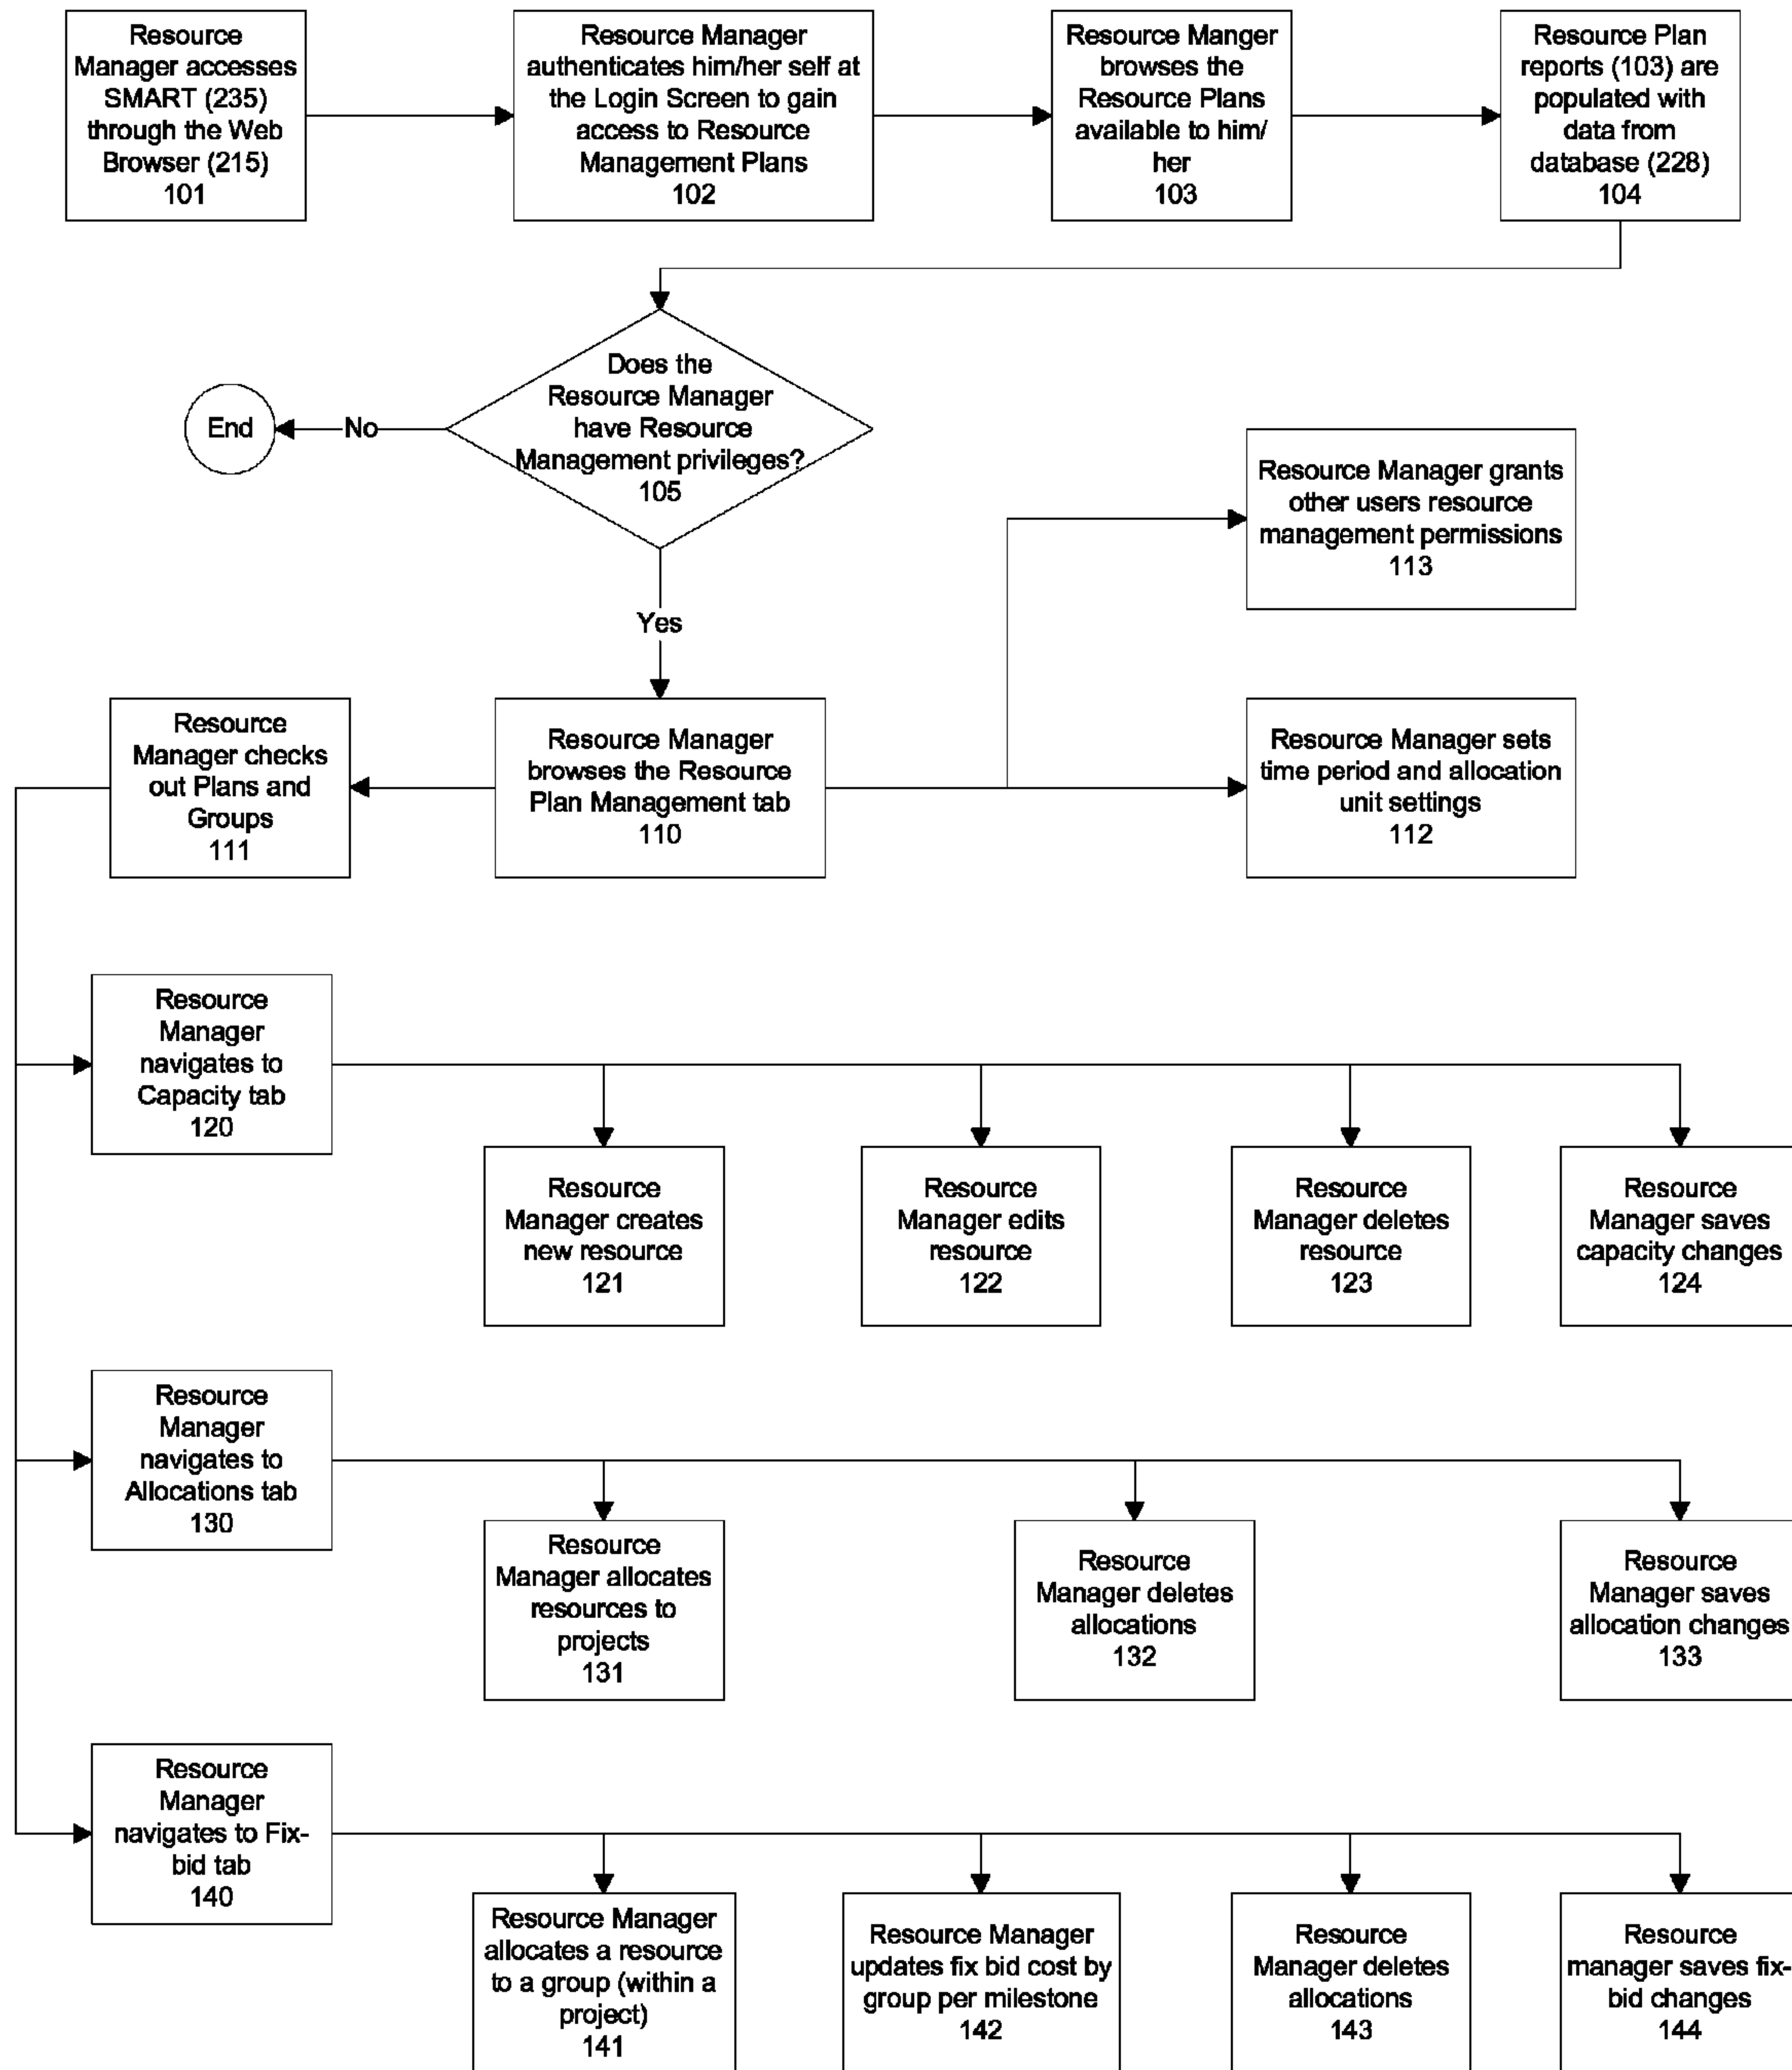 Resource
Manager accesses
SMART (235)
through the Web
Browser (215)
101
Resource Manager
authenticates him/her self at
the Login Screen to gain
access to Resource
Management Plans
102
Resource Manger
browses the
Resource Plans
available to him/
her
103
Resource Plan
reports (103) are
populated with
data from
database (228)
104
Does the
Resource Manager
have Resource
Management privileges?
105
No
End
Yes
Resource Manager grants
other users resource
management permissions
113
Resource
Manager checks
out Plans and
Groups
111
Resource Manager
browses the Resource
Plan Management tab
110
Resource Manager sets
time period and allocation
unit settings
112
Resource
Manager
navigates to
Capacity tab
120
Resource
Manager creates
new resource
121
Resource
Manager edits
resource
122
Resource
Manager deletes
resource
123
Resource
Manager saves
capacity changes
124
Resource
Manager
navigates to
Allocations tab
130
Resource
Manager allocates
resources to
projects
131
Resource
Manager deletes
allocations
132
Resource
Manager saves
allocation changes
133
Resource
Manager
navigates to Fix-
bid tab
140
Resource Manager
allocates a resource
to a group (within a
project)
141
Resource Manager
updates fix bid cost by
group per milestone
142
Resource
Manager deletes
allocations
143
Resource
manager saves fix-
bid changes
144